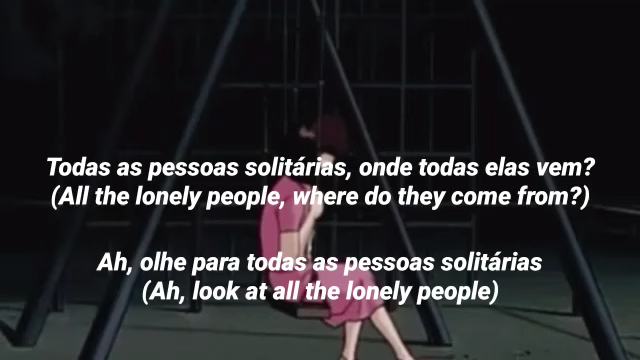 Todas as pessoas solitárias, onde todas elas vem?
(All the lonely people, where do they come from?)
Ah, olhe para todas as pessoas solitárias
(Ah, look at all the lonely people)